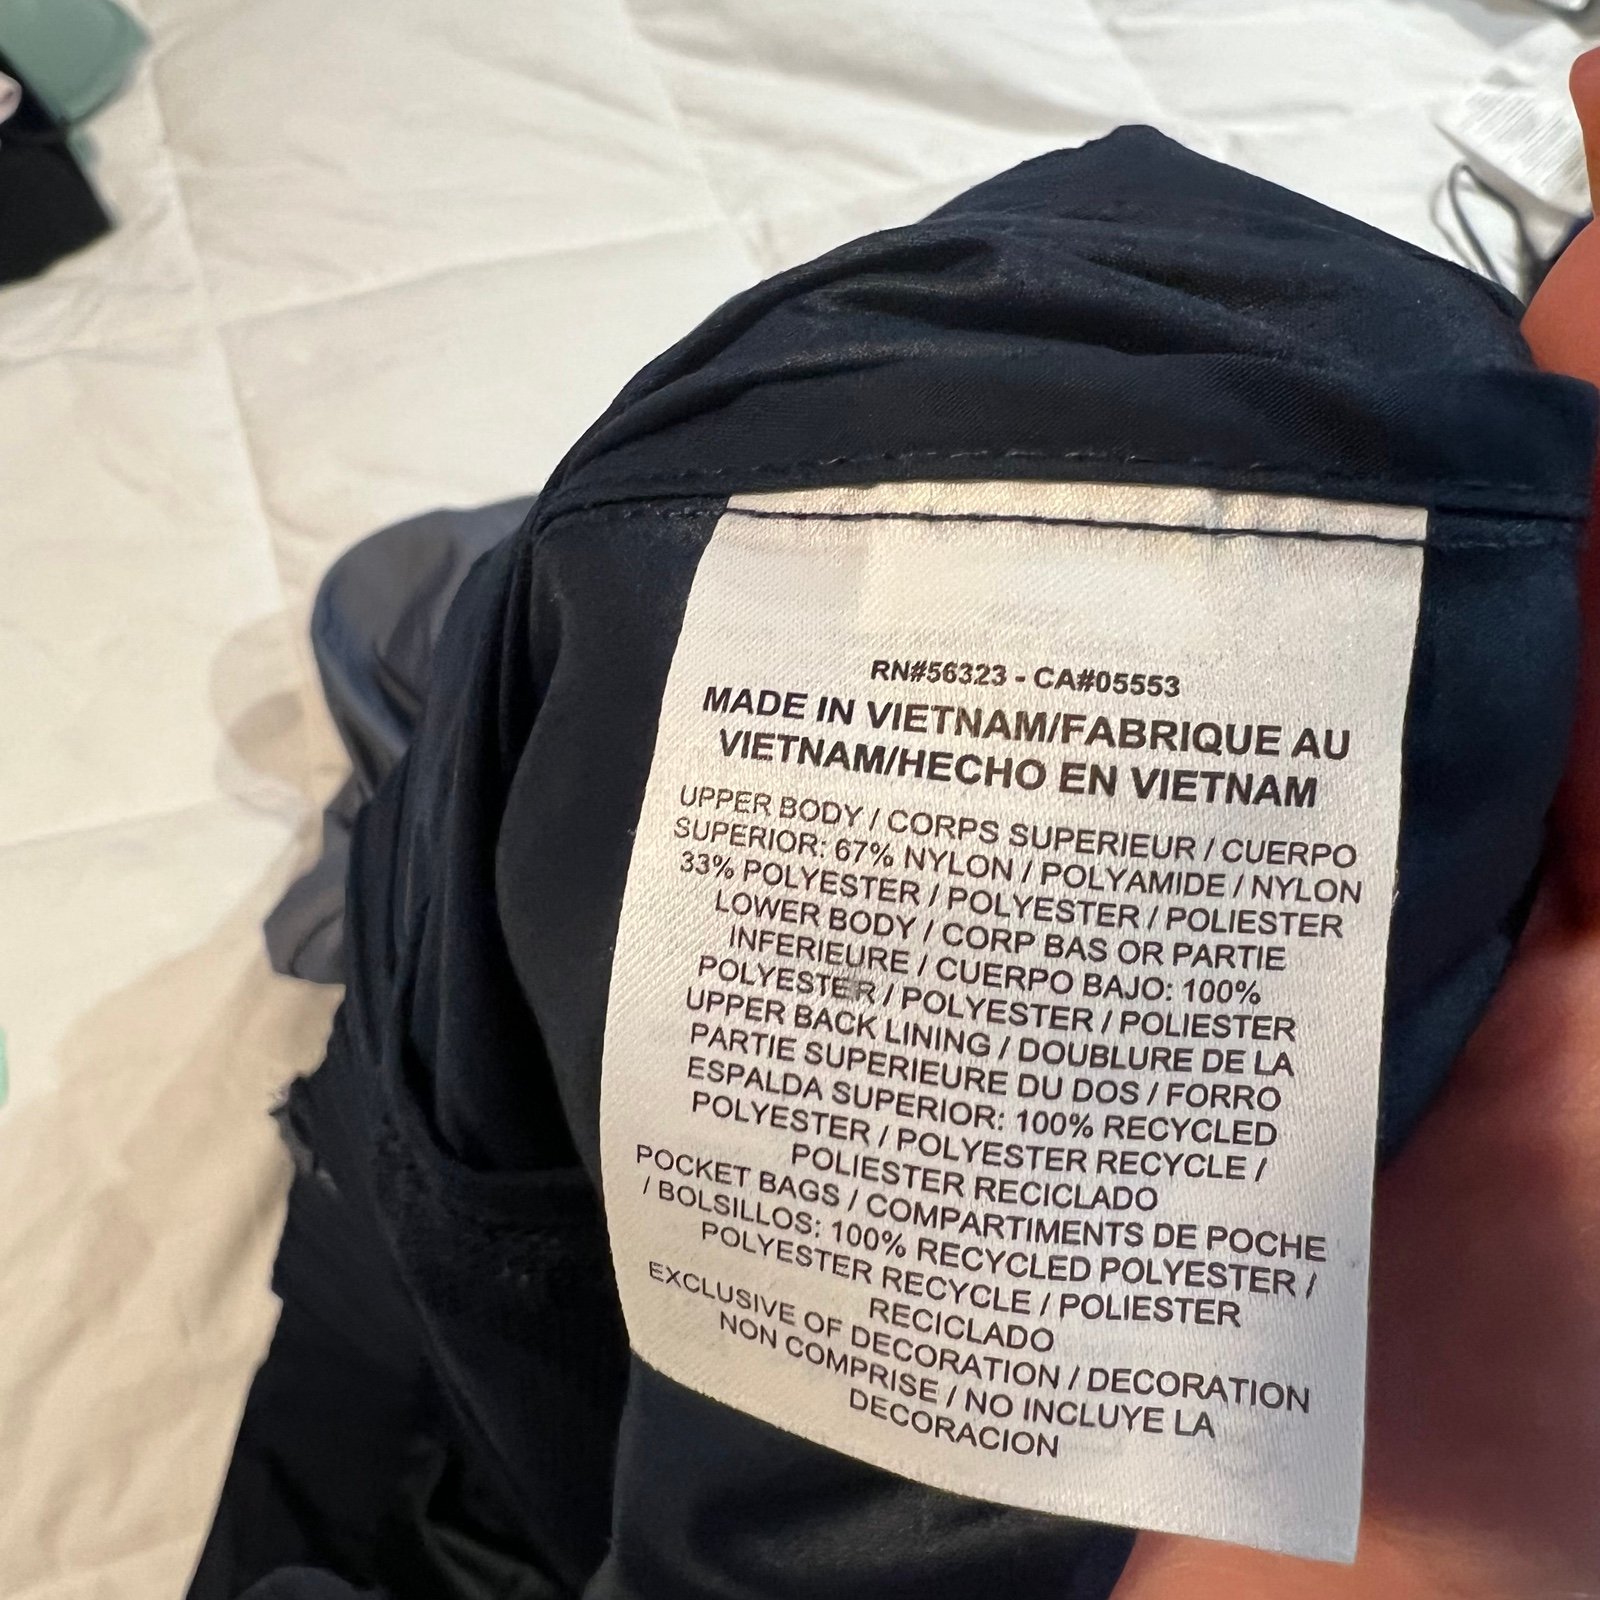 RN#56323 - CA#05553
MADE IN VIETNAM/FABRIQUE AU
VIETNAM/HECHO EN VIETNAM
UPPER BODY / CORPS SUPERIEUR / CUERPO
SUPERIOR: 67% NYLON / POLYAMIDE / NYLON
33% POLYESTER / POLYESTER / POLIESTER
LOWER BODY / CORP BAS OR PARTIE
INFERIEURE / CUERPO BAJO: 100%
POLYESTER / POLYESTER / POLIESTER
UPPER BACK LINING / DOUBLURE DE LA
PARTIE SUPERIEURE DU DOS / FORRO
ESPALDA SUPERIOR: 100% RECYCLED
POLYESTER / POLYESTER RECYCLE /
POLIESTER RECICLADO
POCKET BAGS / COMPARTIMENTS DE POCHE
/ BOLSILLOS: 100% RECYCLED POLYESTER /
POLYESTER RECYCLE / POLIESTER
RECICLADO
EXCLUSIVE OF DECORATION / DECORATION
NON COMPRISE / NO INCLUYE LA
DECORACION